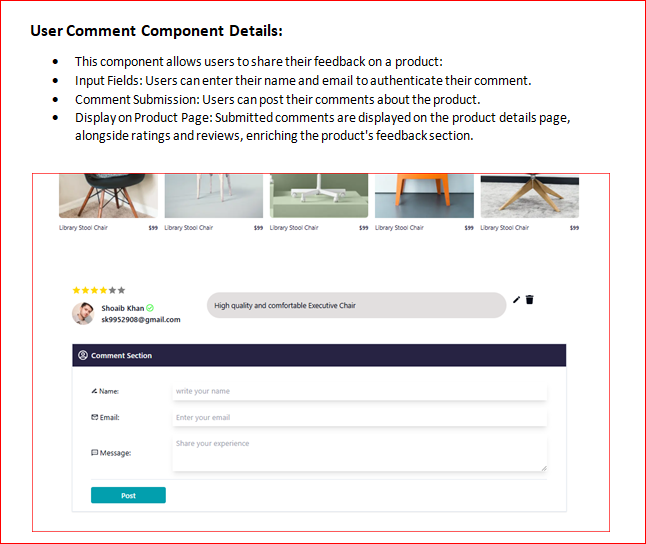 User Comment Component Details:
• This component allows users to share their feedback on a product:
• Input Fields: Users can enter their name and email to authenticate their comment.
• Comment Submission: Users can post their comments about the product.
• Display on Product Page: Submitted comments are displayed on the product details page,
alongside ratings and reviews, enriching the product's feedback section.
Library Stool Chair $99 Library Stool Chair $99 Library Stool Chair $99 Library Stool Chair $99 Library Stool Chair $99
Shoaib Khan
sk9952908@gmail.com
High quality and comfortable Executive Chair
Comment Section
Name: write your name
Email: Enter your email
Message: Share your experience
Post